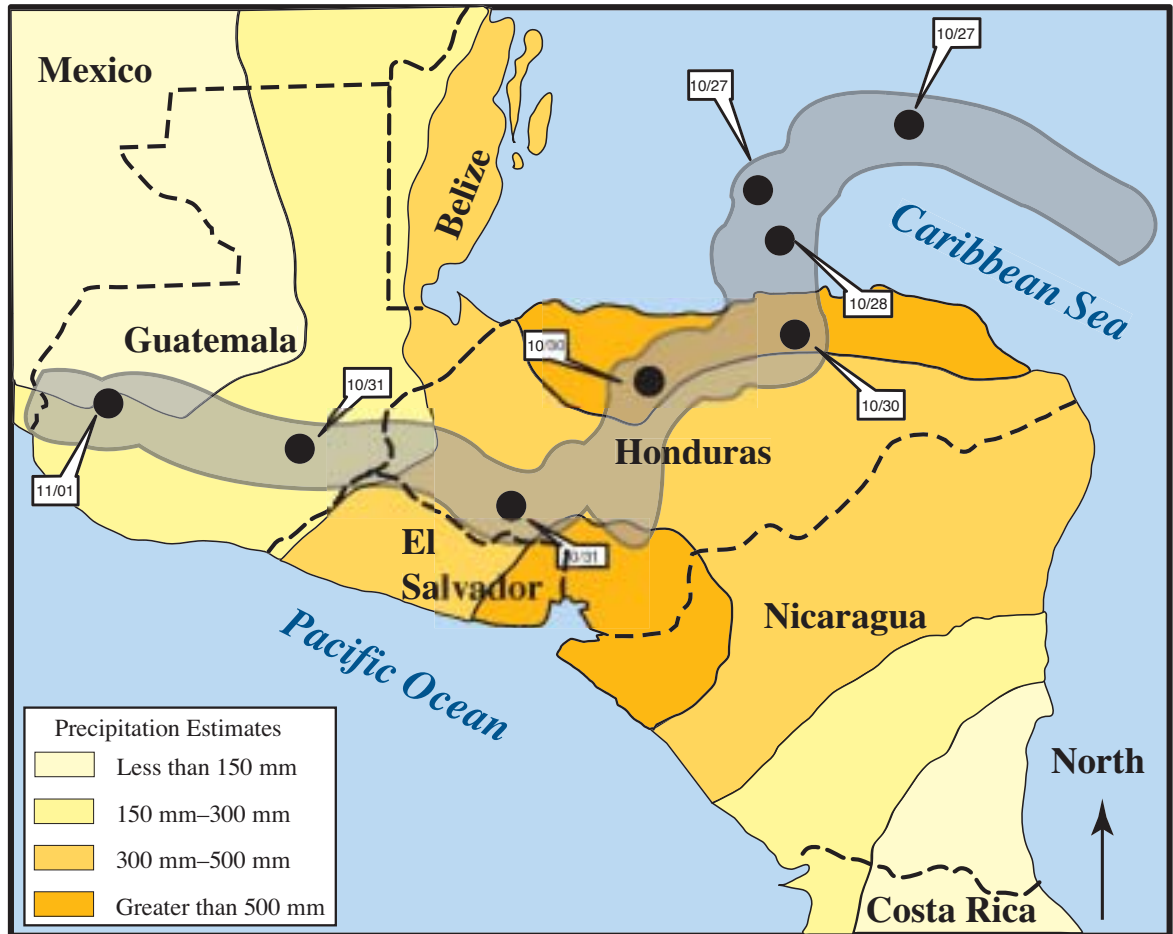 10/27
Mexico
10/27
Belize
Caribbean Sea
10/28
Guatemala
10/30
10/31
10/30
Honduras
11/01
El
Salvador
10/31
Nicaragua
Pacific Ocean
Precipitation Estimates
Less than 150 mm
150 mm–300 mm
300 mm–500 mm
Greater than 500 mm
North
Costa Rica